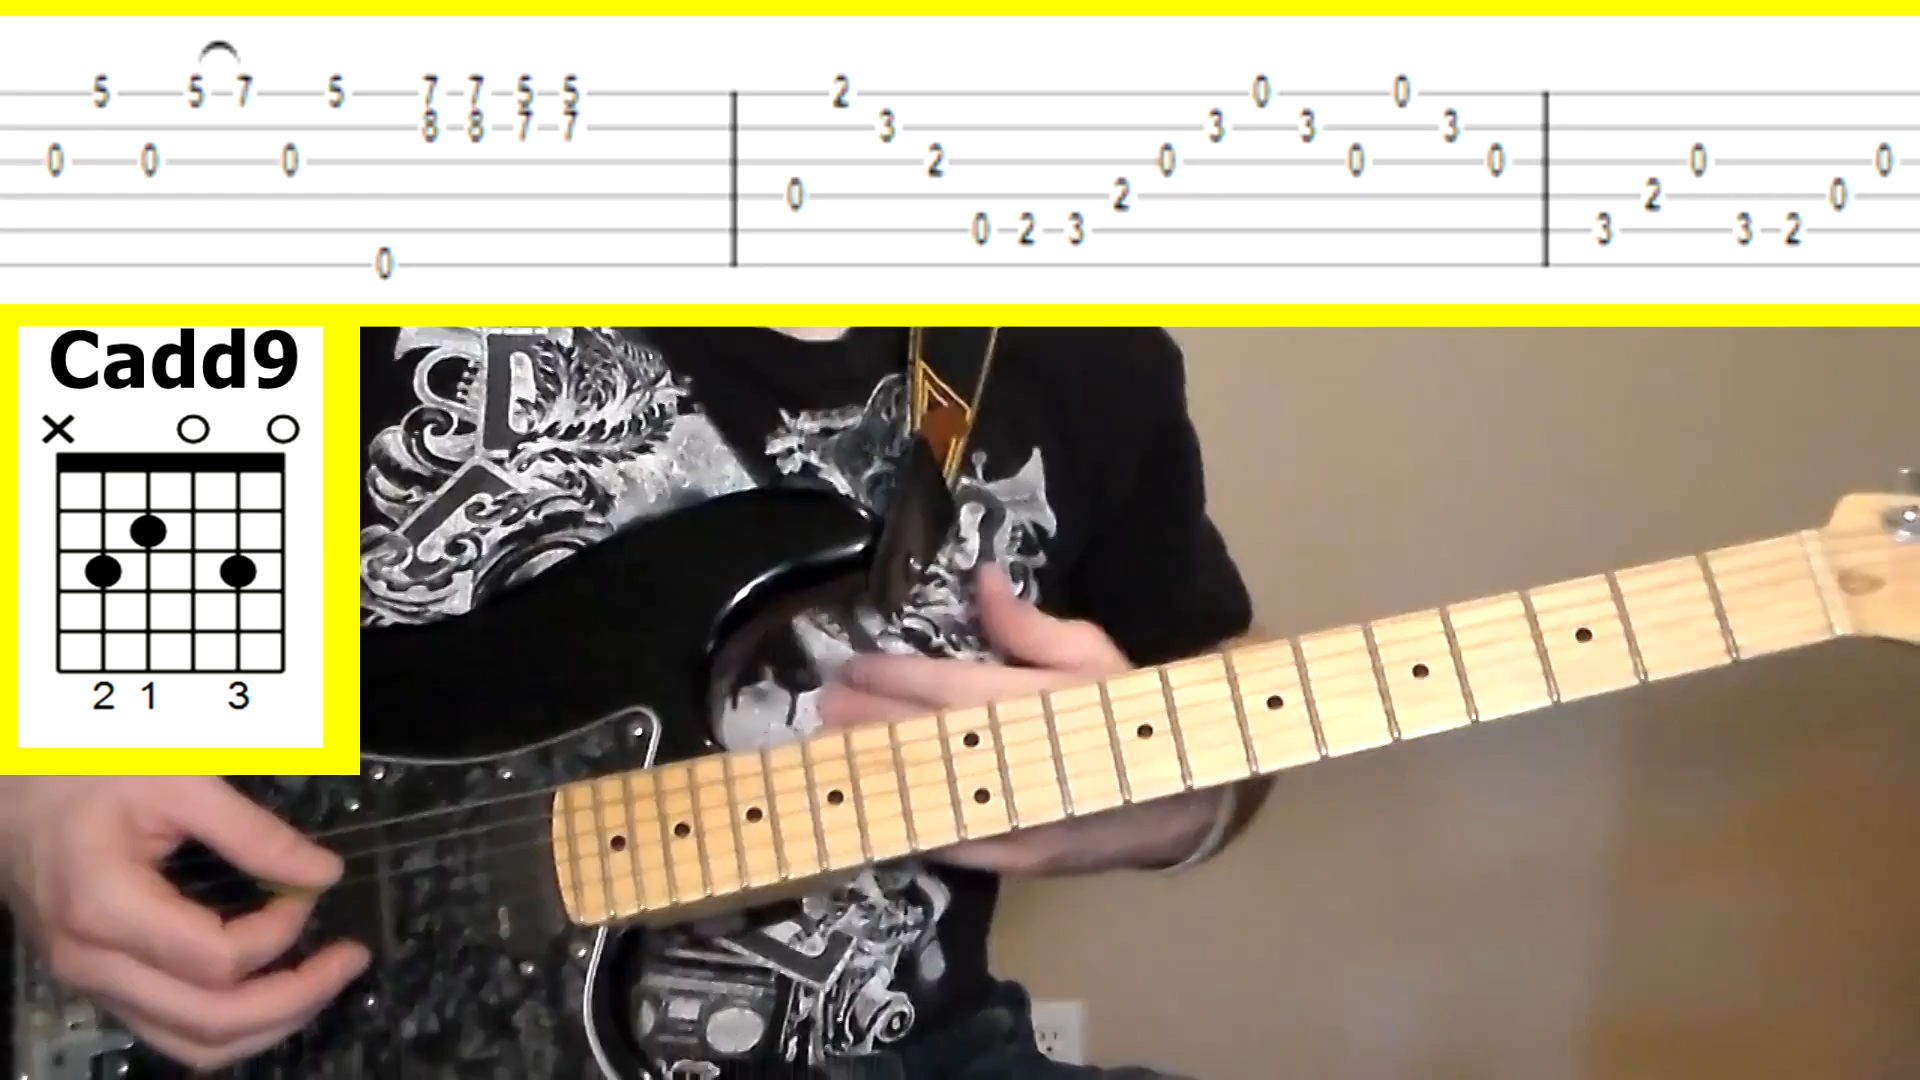 5 5 7 5 7 7 5 5 2 0 0
8 8 7 7 3 3 3 3
0 0 0 2 0 0 0 0 0
0 2 2 0
0 2 3 3 3 2
0
Cadd9
2 1 3